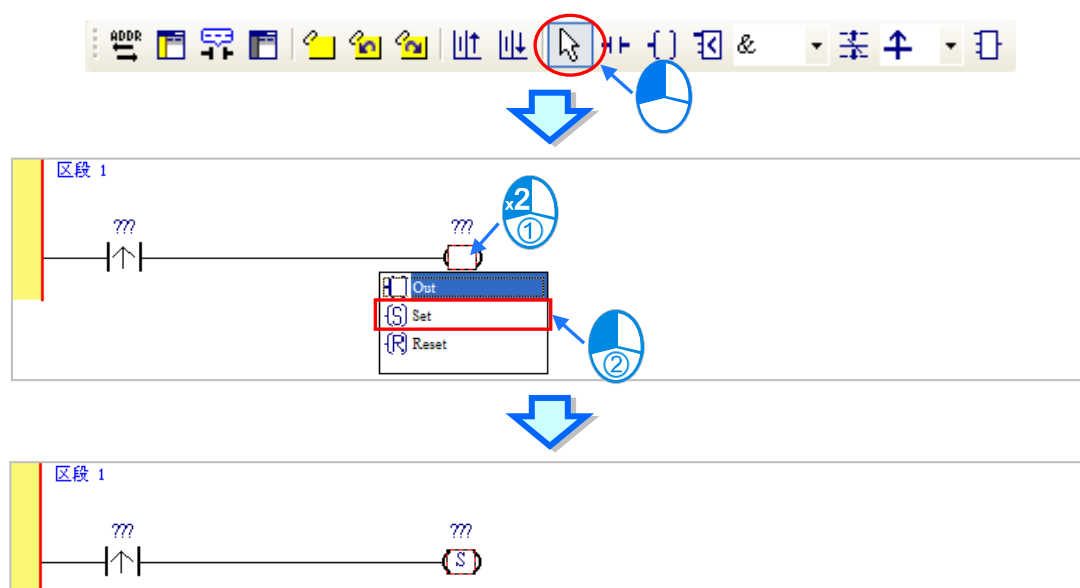 ADDR
&
区段 1
???
???
x2
①
Out
(S) Set
(R) Reset
②
区段 1
???
???
S